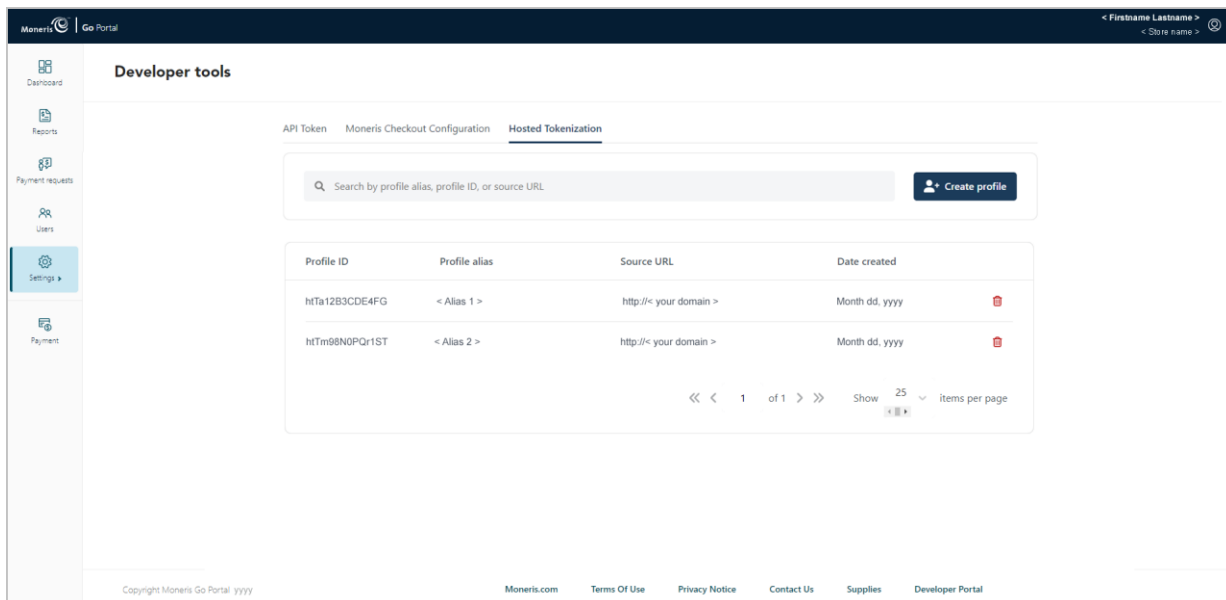 Moneris Go Portal
< Firstname Lastname >
< Store name >
Dashboard
Reports
Payment requests
Users
Settings
Payment
Developer tools
API Token Moneris Checkout Configuration Hosted Tokenization
Search by profile alias, profile ID, or source URL
Create profile
Profile ID Profile alias Source URL Date created
htTa12B3CDE4FG < Alias 1 > http://< your domain > Month dd, yyyy
htTm98N0PQr1ST < Alias 2 > http://< your domain > Month dd, yyyy
1 of 1 Show 25 items per page
Copyright Moneris Go Portal yyyy Moneris.com Terms Of Use Privacy Notice Contact Us Supplies Developer Portal